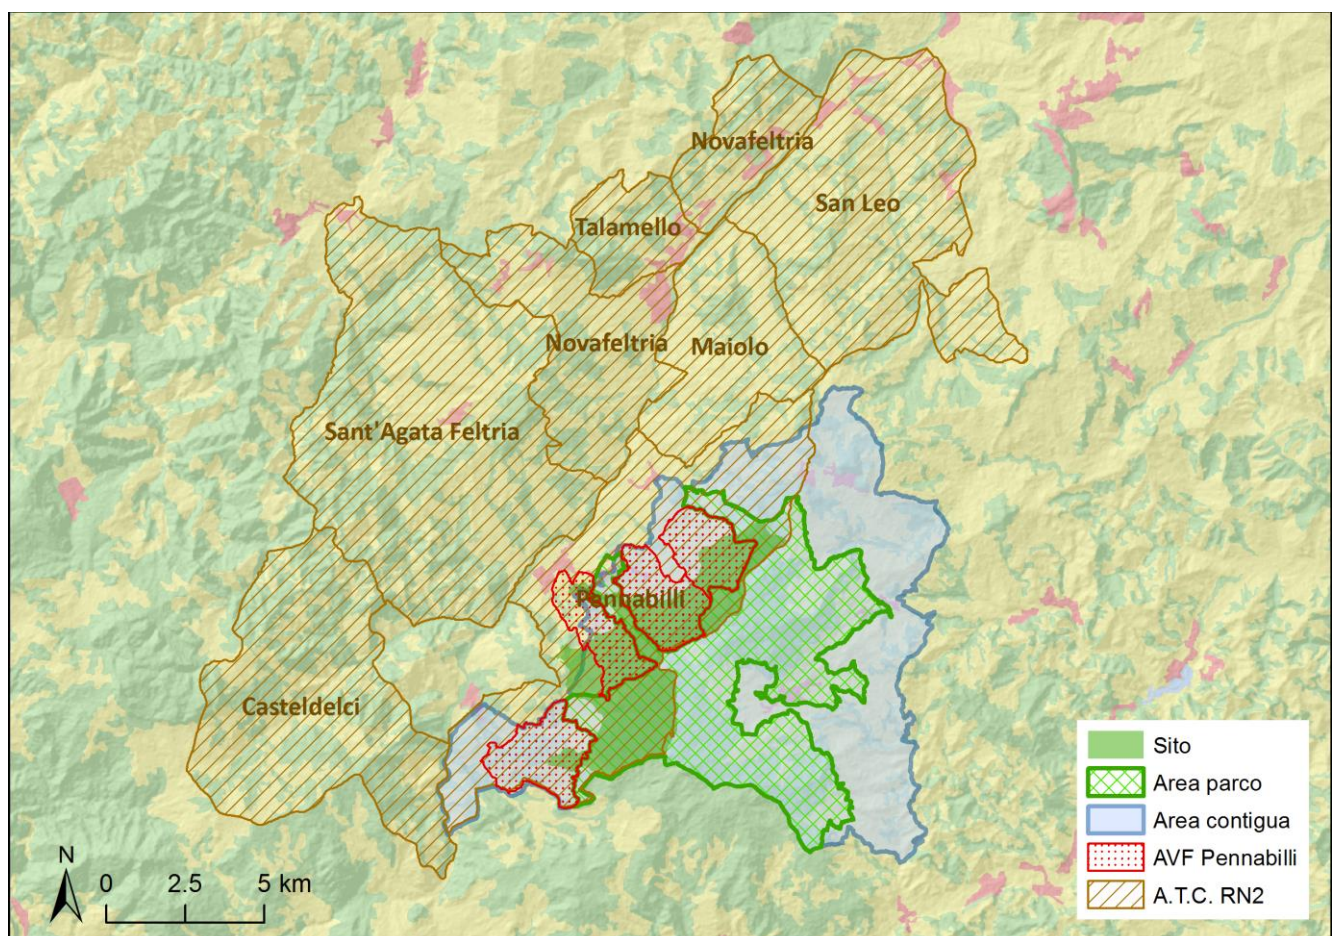 Novafeltria
San Leo
Talamello
Novafeltria
Maiolo
Sant'Agata Feltria
Pennabilli
Casteldelci
Sito
Area parco
Area contigua
AVF Pennabilli
A.T.C. RN2
N
0 2.5 5 km